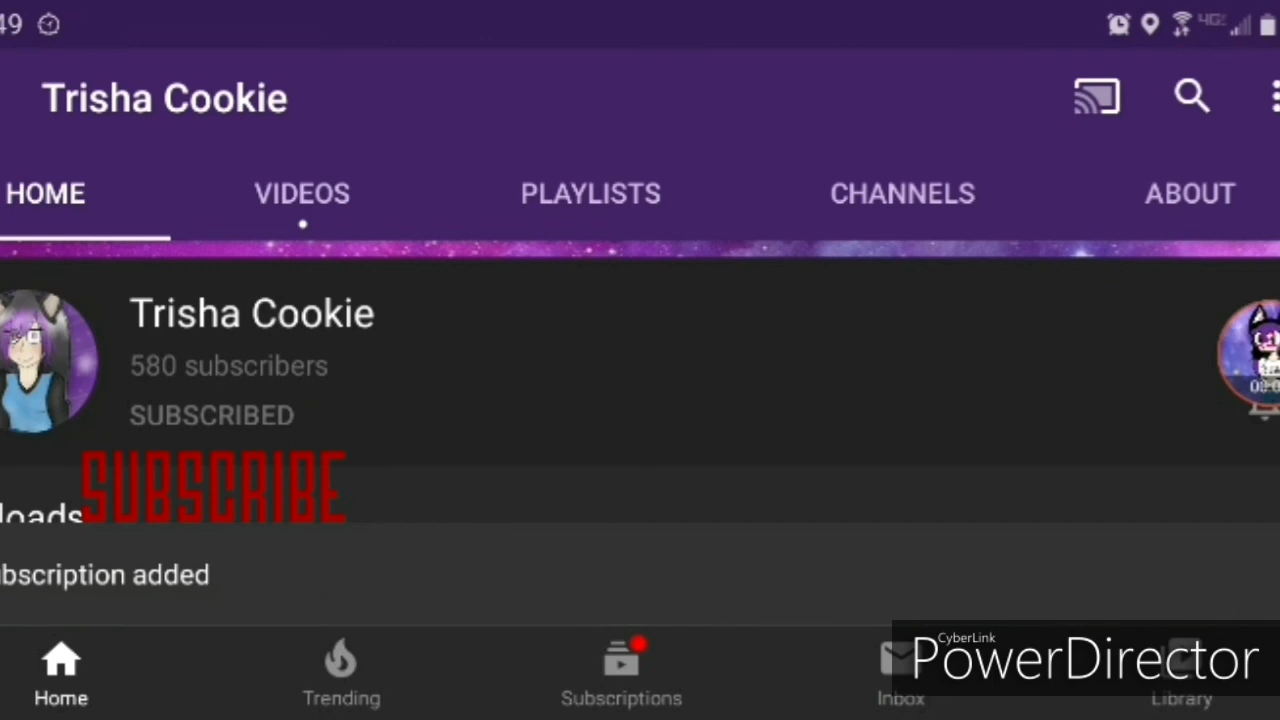 49
4G
Trisha Cookie
HOME
VIDEOS
PLAYLISTS
CHANNELS
ABOUT
Trisha Cookie
580 subscribers
SUBSCRIBED
SUBSCRIBE
loads
bscription added
Home
Trending
Subscriptions
Inbox
Library
CyberLink
PowerDirector